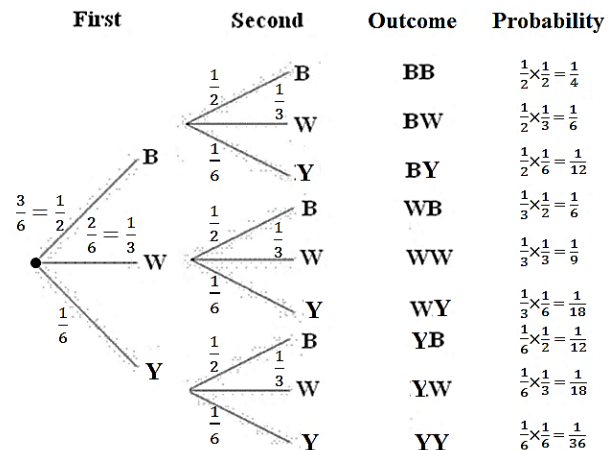 First Second Outcome Probability
1/2 B BB 1/2×1/2=1/4
1/3 W BW 1/2×1/3=1/6
1/6 Y BY 1/2×1/6=1/12
B
3/6=1/2
1/2 B WB 1/3×1/2=1/6
2/6=1/3 W
1/3 W WW 1/3×1/3=1/9
1/6 Y WY 1/3×1/6=1/18
1/6 Y
1/2 B YB 1/6×1/2=1/12
1/3 W YW 1/6×1/3=1/18
1/6 Y YY 1/6×1/6=1/36